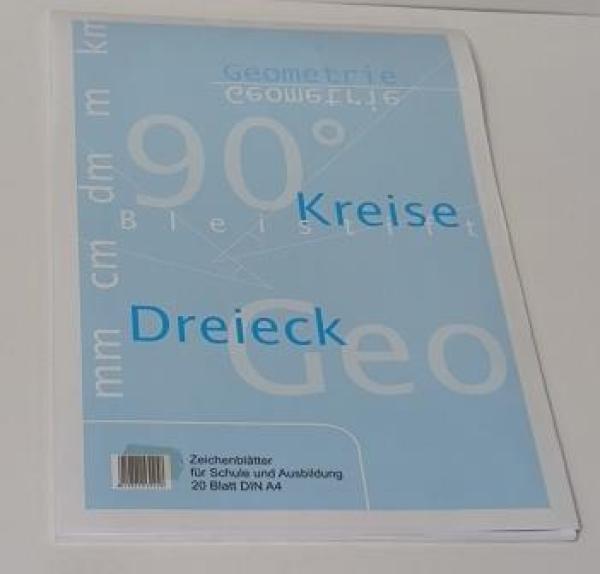 mm cm dm m km
Geometrie
Geometrie
90°
Kreise
Bleistift
Dreieck
Geo
Zeichenblätter
für Schule und Ausbildung
20 Blatt DIN A4